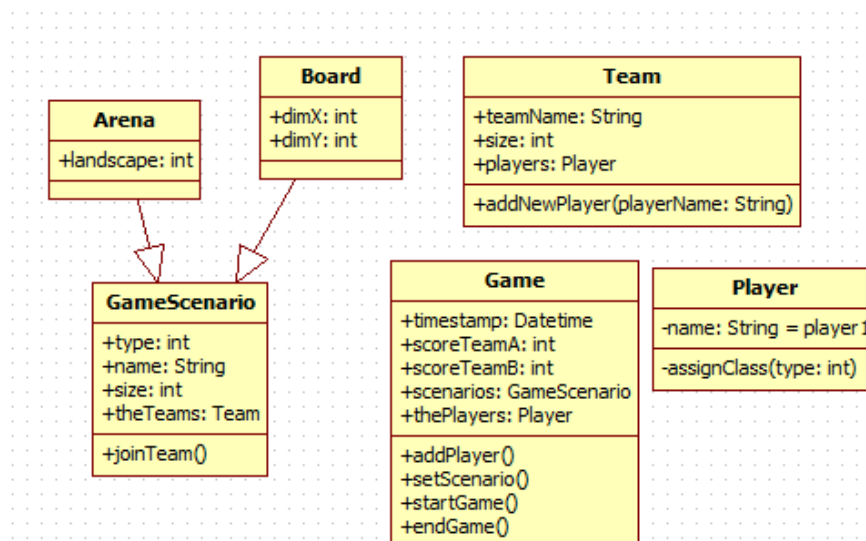 Arena
+landscape: int
Board
+dimX: int
+dimY: int
Team
+teamName: String
+size: int
+players: Player
+addNewPlayer(playerName: String)
GameScenario
+type: int
+name: String
+size: int
+theTeams: Team
+joinTeam()
Game
+timestamp: Datetime
+scoreTeamA: int
+scoreTeamB: int
+scenarios: GameScenario
+thePlayers: Player
+addPlayer()
+setScenario()
+startGame()
+endGame()
Player
-name: String = player1
-assignClass(type: int)